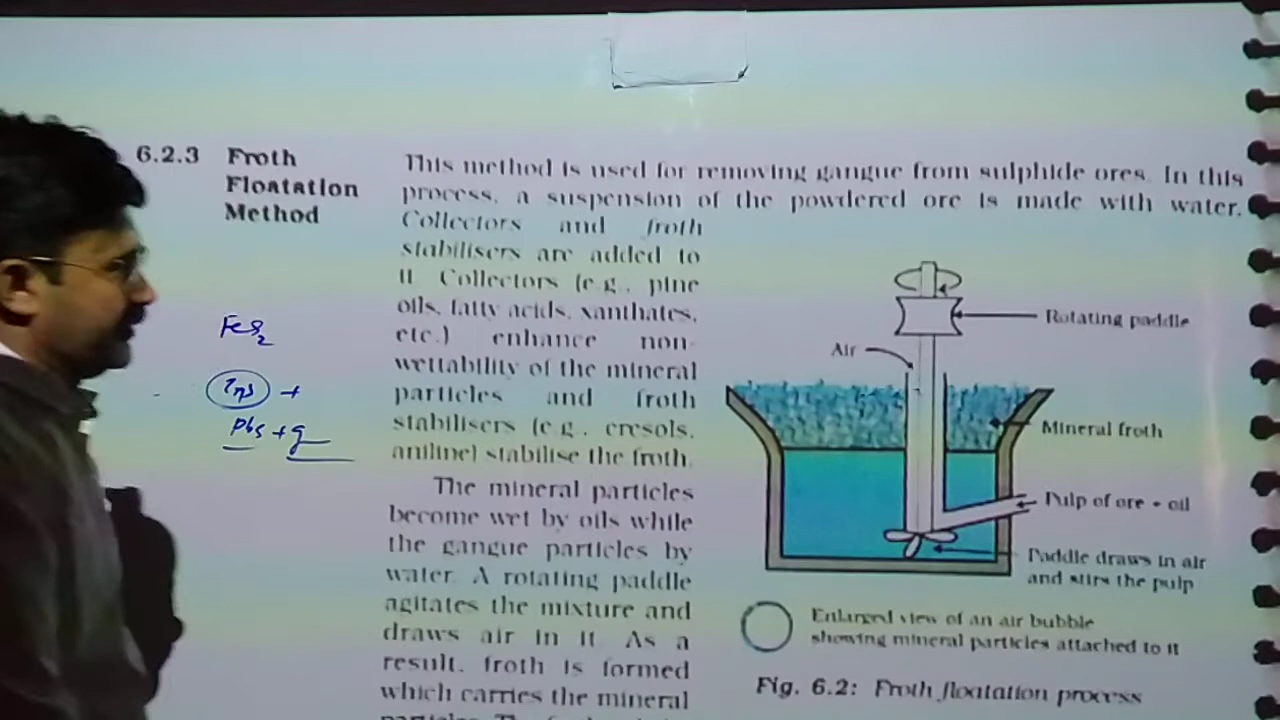 6.2.3 Froth
Floatation
Method
This method is used for removing gangue from sulphide ores. In this
process, a suspension of the powdered ore is made with water.
Collectors and froth
stabilisers are added to
it. Collectors (e.g., pine
oils, fatty acids, xanthates,
etc.) enhance non-
wettability of the mineral
particles and froth
stabilisers (e.g., cresols,
aniline) stabilise the froth.
The mineral particles
become wet by oils while
the gangue particles by
water. A rotating paddle
agitates the mixture and
draws air in it. As a
result, froth is formed
which carries the mineral
FeS2
ZnS +
PbS + g
Rotating paddle
Air
Mineral froth
Pulp of ore + oil
Paddle draws in air
and stirs the pulp
Enlarged view of an air bubble
showing mineral particles attached to it
Fig. 6.2: Froth floatation process